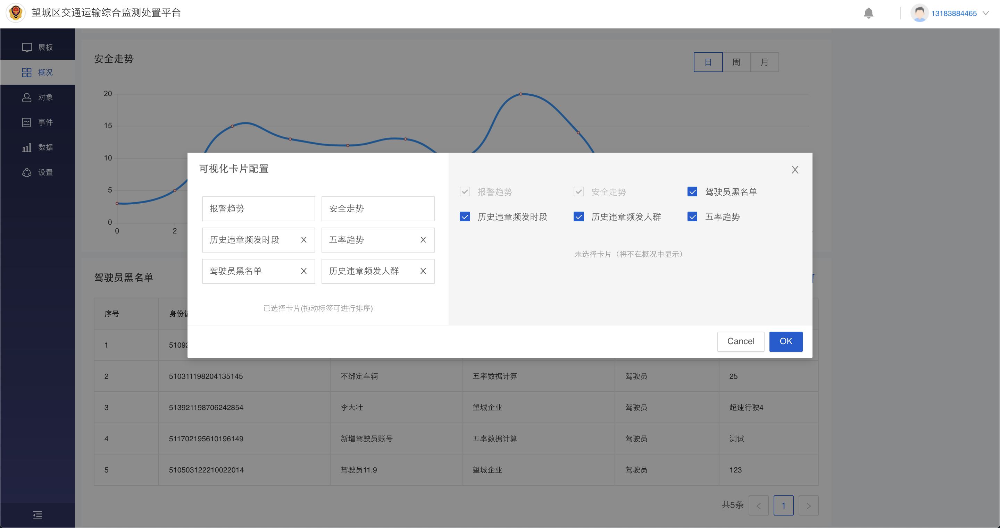 望城区交通运输综合监测处置平台
13183884465
展板
概况
对象
事件
数据
设置
安全走势
日 周 月
20
15
10
5
0
0 2
可视化卡片配置
X
报警趋势 安全走势
历史违章频发时段 X 五率趋势 X
驾驶员黑名单 X 历史违章频发人群 X
已选择卡片(拖动标签可进行排序)
报警趋势 安全走势 驾驶员黑名单
历史违章频发时段 历史违章频发人群 五率趋势
未选择卡片（将不在概况中显示）
Cancel OK
驾驶员黑名单
序号 身份
1 5109
2 510311198204135145 不绑定车辆 五率数据计算 驾驶员 25
3 513921198706242854 李大壮 望城企业 驾驶员 超速行驶4
4 511702195610196149 新增驾驶员账号 五率数据计算 驾驶员 测试
5 510503122210022014 驾驶员11.9 望城企业 驾驶员 123
共5条 < 1 >